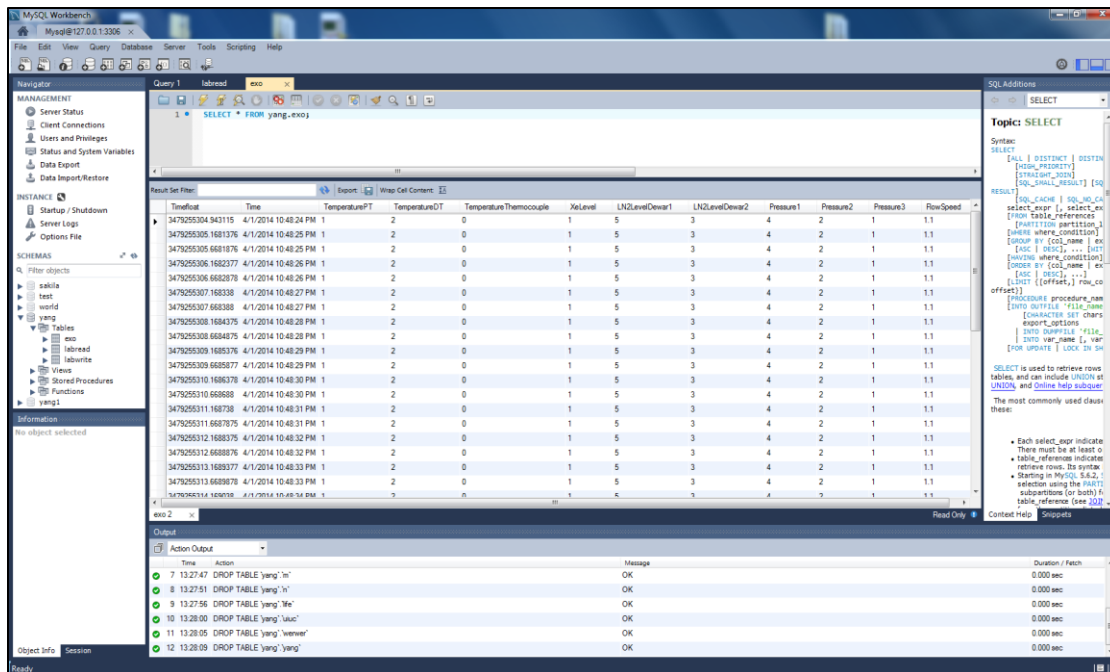 MySQL Workbench
Mysql@127.0.0.1:3306 ×
File Edit View Query Database Server Tools Scripting Help
Navigator
MANAGEMENT
Server Status
Client Connections
Users and Privileges
Status and System Variables
Data Export
Data Import/Restore
INSTANCE
Startup / Shutdown
Server Logs
Options File
SCHEMAS
Filter objects
sakila
test
world
yang
Tables
exo
labread
labwrite
Views
Stored Procedures
Functions
yang1
Information
No object selected
Object Info Session
Ready
Query 1 labread exo ×
1 SELECT * FROM yang.exo;
Result Set Filter: Export: Wrap Cell Content:
Timefloat Time TemperaturePT TemperatureDT TemperatureThermocouple XeLevel LN2LevelDewar1 LN2LevelDewar2 Pressure1 Pressure2 Pressure3 FlowSpeed
3479255304.943115 4/1/2014 10:48:24 PM 1 2 0 1 5 3 4 2 1 1.1
3479255305.1681376 4/1/2014 10:48:25 PM 1 2 0 1 5 3 4 2 1 1.1
3479255305.6681876 4/1/2014 10:48:25 PM 1 2 0 1 5 3 4 2 1 1.1
3479255306.1682377 4/1/2014 10:48:26 PM 1 2 0 1 5 3 4 2 1 1.1
3479255306.6682878 4/1/2014 10:48:26 PM 1 2 0 1 5 3 4 2 1 1.1
3479255307.168338 4/1/2014 10:48:27 PM 1 2 0 1 5 3 4 2 1 1.1
3479255307.668388 4/1/2014 10:48:27 PM 1 2 0 1 5 3 4 2 1 1.1
3479255308.1684375 4/1/2014 10:48:28 PM 1 2 0 1 5 3 4 2 1 1.1
3479255308.6684875 4/1/2014 10:48:28 PM 1 2 0 1 5 3 4 2 1 1.1
3479255309.1685376 4/1/2014 10:48:29 PM 1 2 0 1 5 3 4 2 1 1.1
3479255309.6685877 4/1/2014 10:48:29 PM 1 2 0 1 5 3 4 2 1 1.1
3479255310.1686378 4/1/2014 10:48:30 PM 1 2 0 1 5 3 4 2 1 1.1
3479255310.668688 4/1/2014 10:48:30 PM 1 2 0 1 5 3 4 2 1 1.1
3479255311.168738 4/1/2014 10:48:31 PM 1 2 0 1 5 3 4 2 1 1.1
3479255311.6687875 4/1/2014 10:48:31 PM 1 2 0 1 5 3 4 2 1 1.1
3479255312.1688375 4/1/2014 10:48:32 PM 1 2 0 1 5 3 4 2 1 1.1
3479255312.6688876 4/1/2014 10:48:32 PM 1 2 0 1 5 3 4 2 1 1.1
3479255313.1689377 4/1/2014 10:48:33 PM 1 2 0 1 5 3 4 2 1 1.1
3479255313.6689878 4/1/2014 10:48:33 PM 1 2 0 1 5 3 4 2 1 1.1
3479255314.169038 4/1/2014 10:48:34 PM 1 2 0 1 5 3 4 2 1 1.1
exo 2 × Read Only
Output
Action Output
Time Action Message Duration / Fetch
7 13:27:47 DROP TABLE `yang`.`m` OK 0.000 sec
8 13:27:51 DROP TABLE `yang`.`n` OK 0.000 sec
9 13:27:56 DROP TABLE `yang`.`life` OK 0.000 sec
10 13:28:00 DROP TABLE `yang`.`uiuc` OK 0.000 sec
11 13:28:05 DROP TABLE `yang`.`werwer` OK 0.000 sec
12 13:28:09 DROP TABLE `yang`.`yang` OK 0.000 sec
SQL Additions
SELECT
Topic: SELECT
Syntax:
SELECT
[ALL | DISTINCT | DISTIN
[HIGH_PRIORITY]
[STRAIGHT_JOIN]
[SQL_SMALL_RESULT] [SQ
RESULT]
[SQL_CACHE | SQL_NO_CA
select_expr [, select_ex
[FROM table_references
[PARTITION partition_l
[WHERE where_condition]
[GROUP BY {col_name | ex
[ASC | DESC], ... [WIT
[HAVING where_condition]
[ORDER BY {col_name | ex
[ASC | DESC], ...]
[LIMIT {[offset,] row_co
offset}]
[PROCEDURE procedure_nam
[INTO OUTFILE 'file_name
[CHARACTER SET chars
export_options
| INTO DUMPFILE 'file_
| INTO var_name [, var
[FOR UPDATE | LOCK IN SH
SELECT is used to retrieve rows
tables, and can include UNION st
UNION, and Online help subquer
The most commonly used clause
these:
Each select_expr indicate
There must be at least o
table_references indicates
retrieve rows. Its syntax
Starting in MySQL 5.6.2, S
selection using the PARTI
subpartitions (or both) f
table_reference (see JOIN
Context Help Snippets